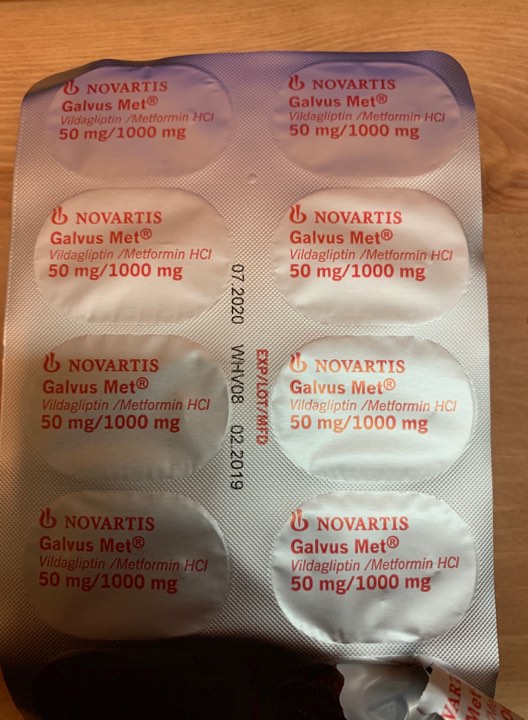 NOVARTIS
Galvus Met®
Vildagliptin /Metformin HCl
50 mg/1000 mg
NOVARTIS
Galvus Met®
Vildagliptin /Metformin HCl
50 mg/1000 mg
NOVARTIS
Galvus Met®
Vildagliptin /Metformin HCl
50 mg/1000 mg
NOVARTIS
Galvus Met®
Vildagliptin /Metformin HCl
50 mg/1000 mg
07.2020 WHV08 02.2019
EXP/LOT/MFD
NOVARTIS
Galvus Met®
Vildagliptin /Metformin HCl
50 mg/1000 mg
NOVARTIS
Galvus Met®
Vildagliptin /Metformin HCl
50 mg/1000 mg
NOVARTIS
Galvus Met®
Vildagliptin /Metformin HCl
50 mg/1000 mg
NOVARTIS
Galvus Met®
Vildagliptin /Metformin HCl
50 mg/1000 mg